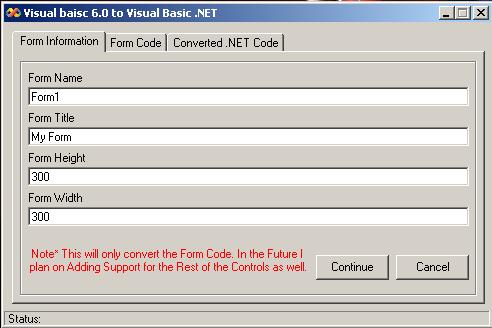 Visual baisc 6.0 to Visual Basic .NET
Form Information Form Code Converted .NET Code
Form Name
Form1
Form Title
My Form
Form Height
300
Form Width
300
Note* This will only convert the Form Code. In the Future I
plan on Adding Support for the Rest of the Controls as well.
Continue Cancel
Status: